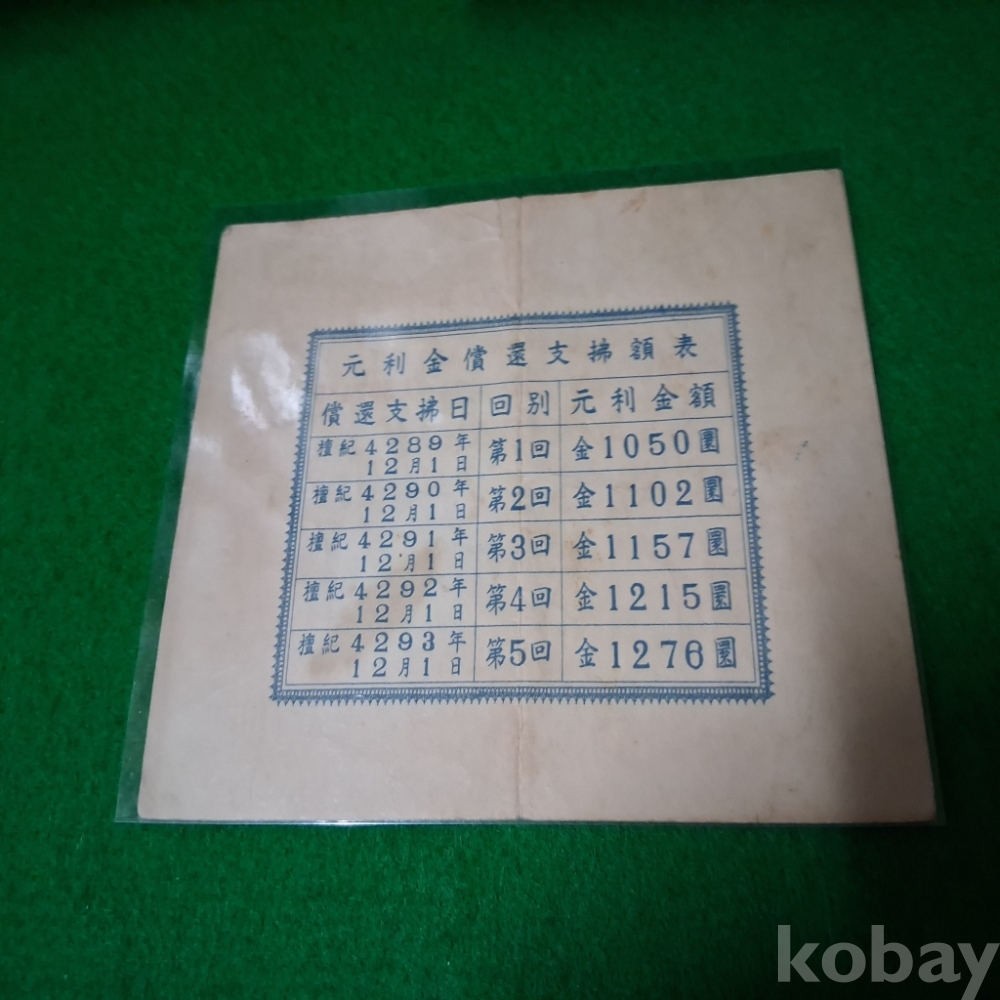 元利金償還支拂額表
償還支拂日 回別 元利金額
檀紀 4289年 第1回 金1050圜
12月1日
檀紀 4290年 第2回 金1102圜
12月1日
檀紀 4291年 第3回 金1157圜
12月1日
檀紀 4292年 第4回 金1215圜
12月1日
檀紀 4293年 第5回 金1276圜
12月1日
kobay